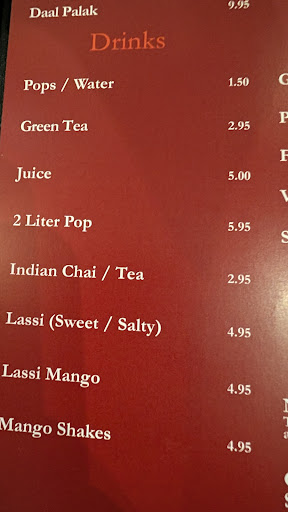 Daal Palak 9.95
Drinks
Pops / Water 1.50
Green Tea 2.95
Juice 5.00
2 Liter Pop 5.95
Indian Chai / Tea 2.95
Lassi (Sweet / Salty) 4.95
Lassi Mango 4.95
Mango Shakes 4.95